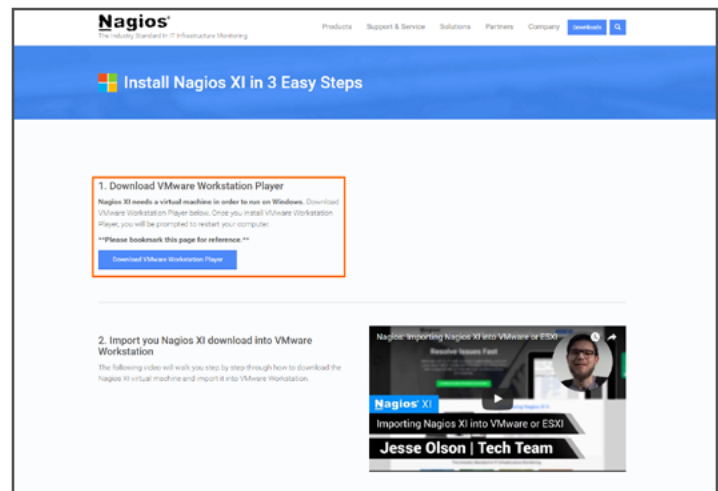 Nagios®
The Industry Standard In IT Infrastructure Monitoring
Products Support & Service Solutions Partners Company Downloads
Install Nagios XI in 3 Easy Steps
1. Download VMware Workstation Player
Nagios XI needs a virtual machine in order to run on Windows. Download
VMware Workstation Player below. Once you install VMware Workstation
Player, you will be prompted to restart your computer.
**Please bookmark this page for reference.**
Download VMware Workstation Player
2. Import you Nagios XI download into VMware
Workstation
The following video will walk you step by step through how to download the
Nagios XI virtual machine and import it into VMware Workstation.
Nagios: Importing Nagios XI into VMware or ESXi
Resolve Issues Fast
Nagios® XI
Importing Nagios XI into VMware or ESXI
Jesse Olson | Tech Team